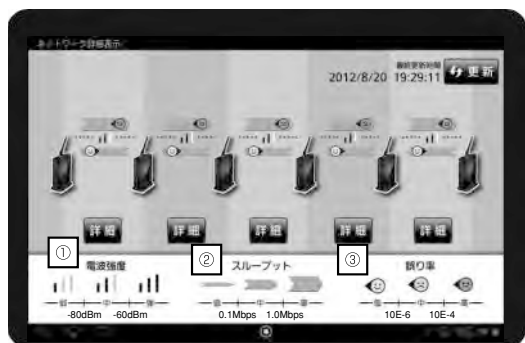 ネットワーク詳細表示
最終更新時間
2012/8/20 19:29:11
更新
詳細 詳細 詳細 詳細 詳細
① ② ③
電波強度 スループット 誤り率
弱 中 強 低 中 高 低 中 高
-80dBm -60dBm 0.1Mbps 1.0Mbps 10E-6 10E-4